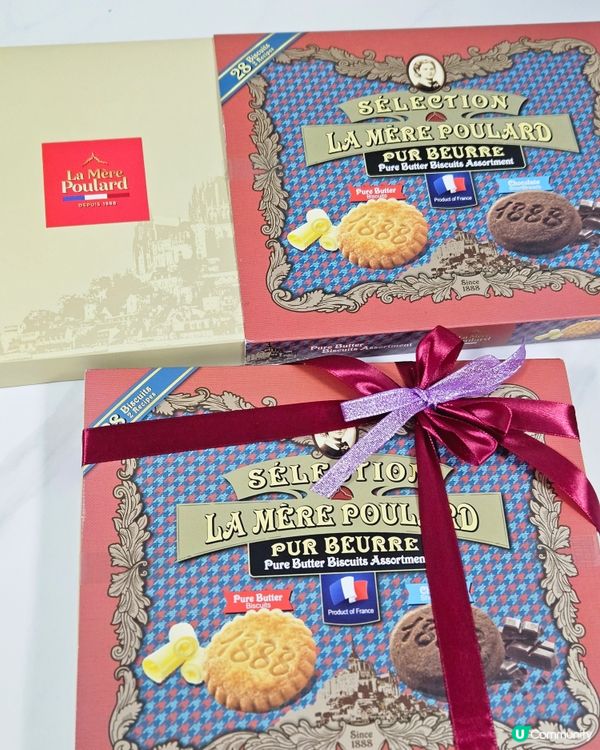 La Mère
Poulard
DEPUIS 1888
28 Biscuits
2 Recipes
SÉLECTION
LA MÈRE POULARD
PUR BEURRE
Pure Butter Biscuits Assortment
Pure Butter
Biscuits
Product of France
Chocolate
1888
1888
Since
1888
Pure Butter
Biscuits Assortment
Biscuits
2 Recipes
SÉLECTION
LA MÈRE POULARD
PUR BEURRE
Pure Butter Biscuits Assortment
Pure Butter
Biscuits
Product of France
1888
1888
Since
1888
U Community